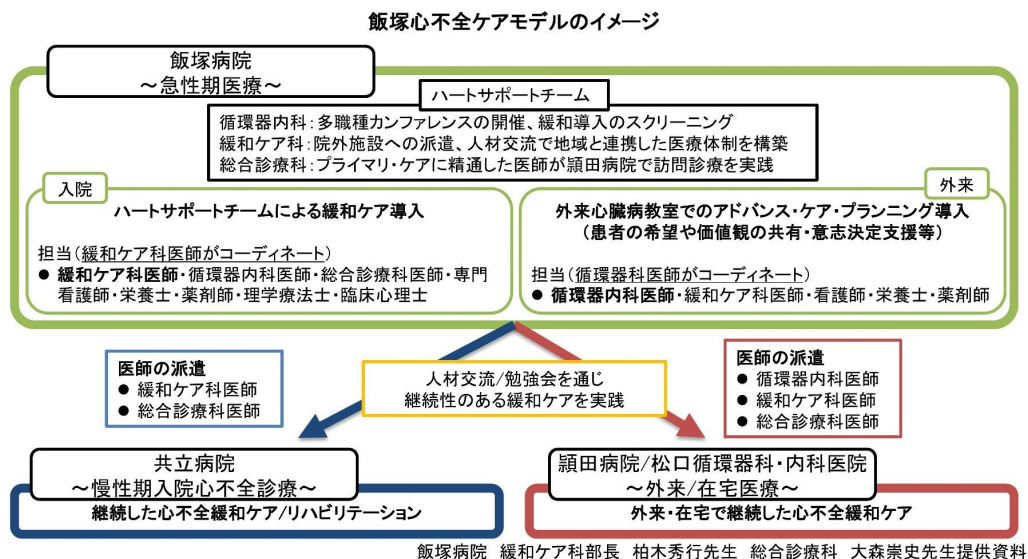 飯塚心不全ケアモデルのイメージ
飯塚病院
～急性期医療～
ハートサポートチーム
循環器内科：多職種カンファレンスの開催、緩和導入のスクリーニング
緩和ケア科：院外施設への派遣、人材交流で地域と連携した医療体制を構築
総合診療科：プライマリ・ケアに精通した医師が頴田病院で訪問診療を実践
入院
ハートサポートチームによる緩和ケア導入
担当（緩和ケア科医師がコーディネート）
● 緩和ケア科医師・循環器内科医師・総合診療科医師・専門
看護師・栄養士・薬剤師・理学療法士・臨床心理士
外来
外来心臓病教室でのアドバンス・ケア・プランニング導入
（患者の希望や価値観の共有・意志決定支援等）
担当（循環器科医師がコーディネート）
● 循環器内科医師・緩和ケア科医師・看護師・栄養士・薬剤師
医師の派遣
● 緩和ケア科医師
● 総合診療科医師
人材交流/勉強会を通じ
継続性のある緩和ケアを実践
医師の派遣
● 循環器内科医師
● 緩和ケア科医師
● 総合診療科医師
共立病院
～慢性期入院心不全診療～
継続した心不全緩和ケア/リハビリテーション
頴田病院/松口循環器科・内科医院
～外来/在宅医療～
外来・在宅で継続した心不全緩和ケア
飯塚病院 緩和ケア科部長 柏木秀行先生 総合診療科 大森崇史先生提供資料